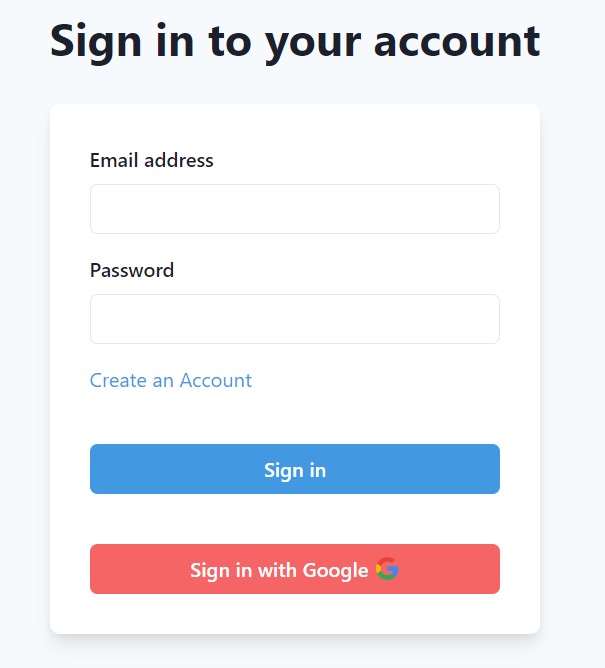 Sign in to your account
Email address
Password
Create an Account
Sign in
Sign in with Google